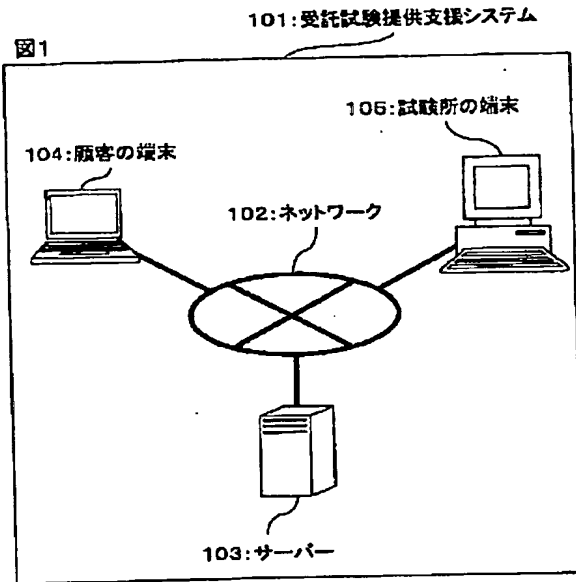 101:受託試験提供支援システム
図1
105:試験所の端末
104:顧客の端末
102:ネットワーク
103:サーバー